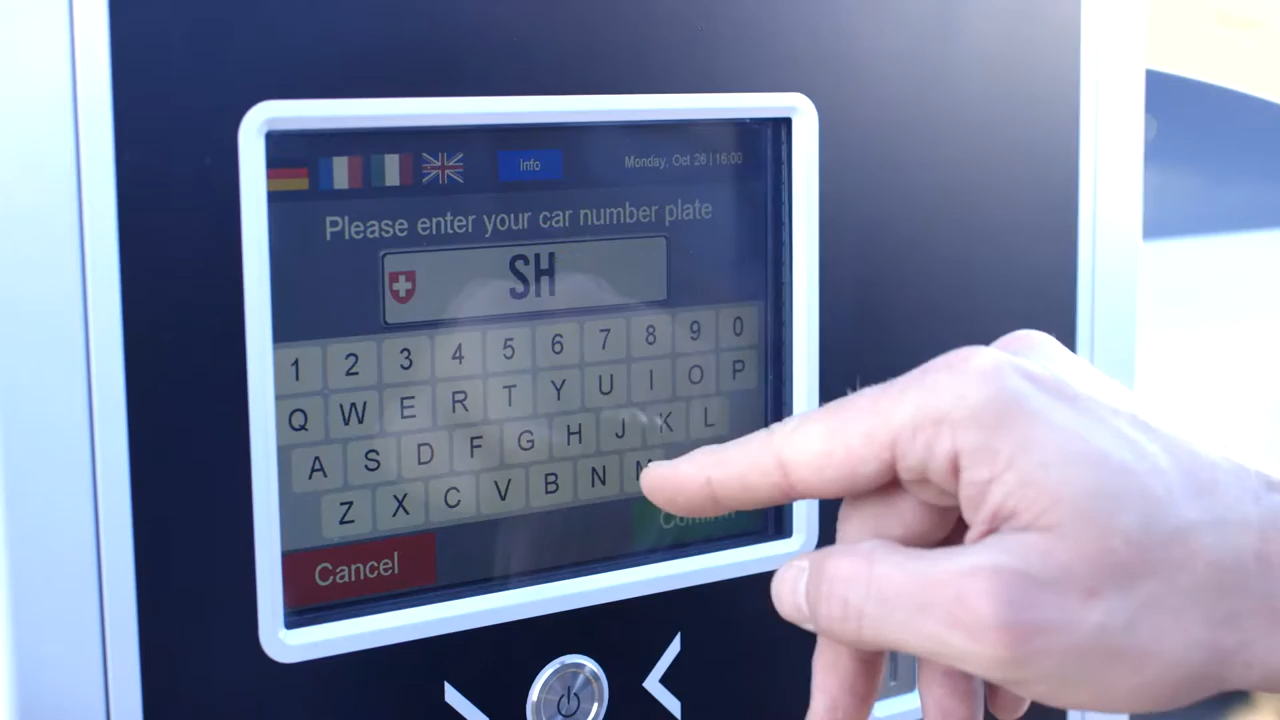 Info
Monday, Oct 26 | 16:00
Please enter your car number plate
SH
1 2 3 4 5 6 7 8 9 0
Q W E R T Y U I O P
A S D F G H J K L
Z X C V B N M
Confirm
Cancel